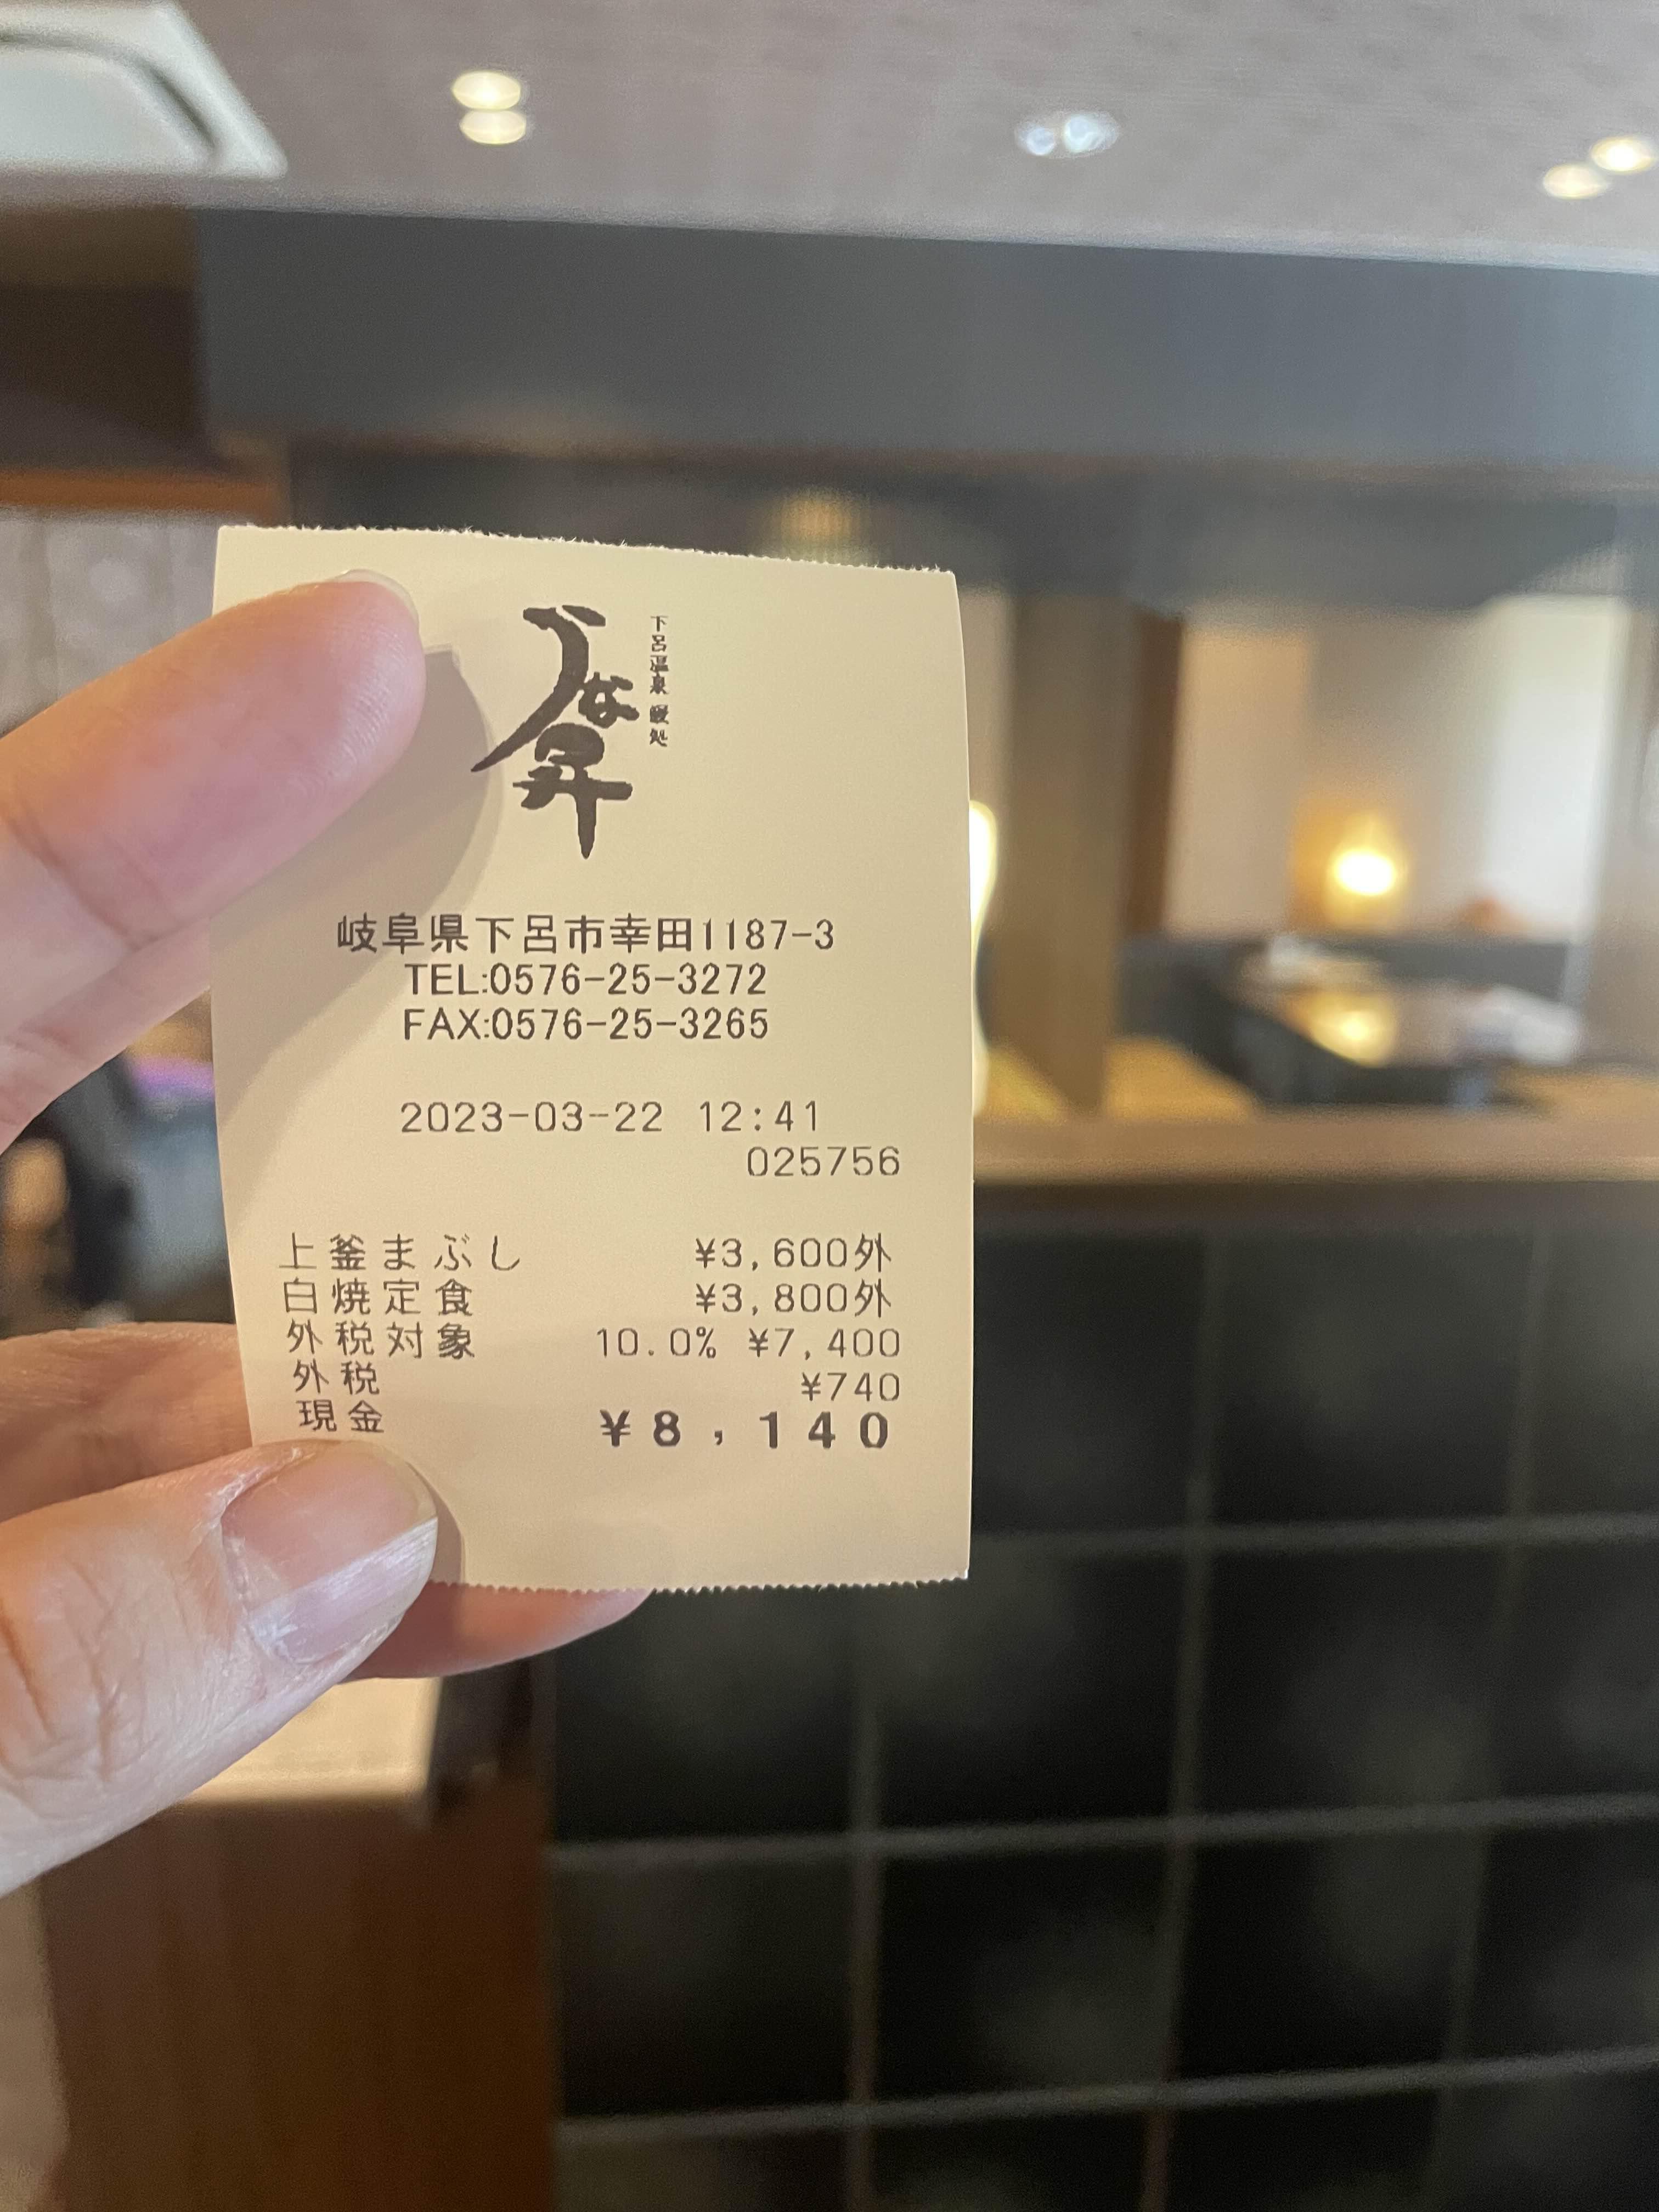 うな昇
下呂温泉 鰻処
岐阜県下呂市幸田1187-3
TEL:0576-25-3272
FAX:0576-25-3265
2023-03-22 12:41
025756
上釜まぶし ¥3,600外
白焼定食 ¥3,800外
外税対象 10.0% ¥7,400
外税 ¥740
現金 ¥8,140